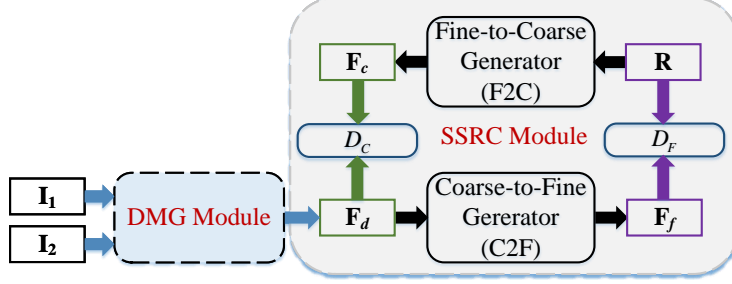 Fine-to-Coarse
Generator
(F2C)
F_c
R
D_C
SSRC Module
D_F
I_1
I_2
DMG Module
F_d
Coarse-to-Fine
Gererator
(C2F)
F_f